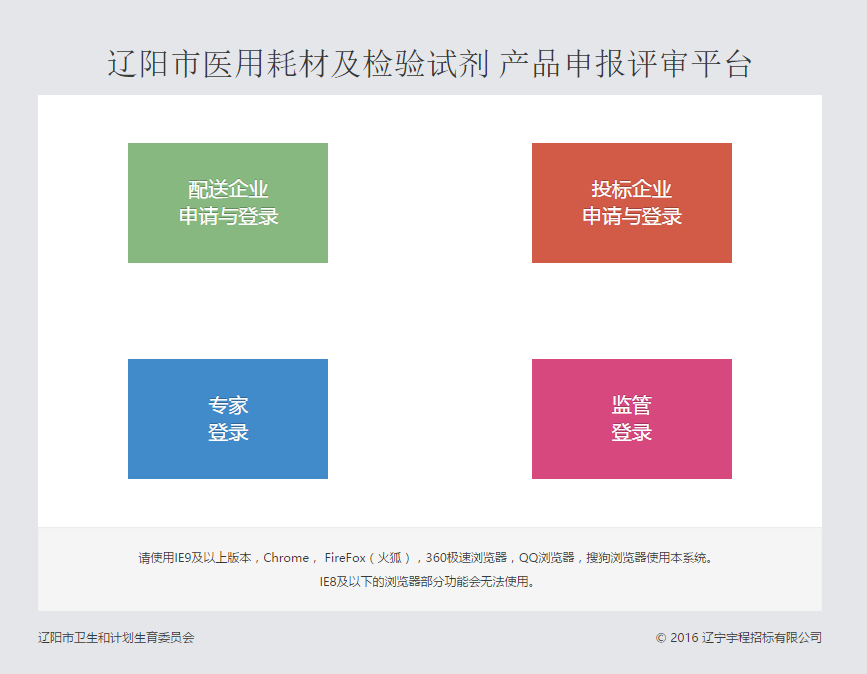 辽阳市医用耗材及检验试剂 产品申报评审平台
配送企业
申请与登录
投标企业
申请与登录
专家
登录
监管
登录
请使用IE9及以上版本，Chrome， FireFox（火狐），360极速浏览器，QQ浏览器，搜狗浏览器使用本系统。
IE8及以下的浏览器部分功能会无法使用。
辽阳市卫生和计划生育委员会
© 2016 辽宁宇程招标有限公司